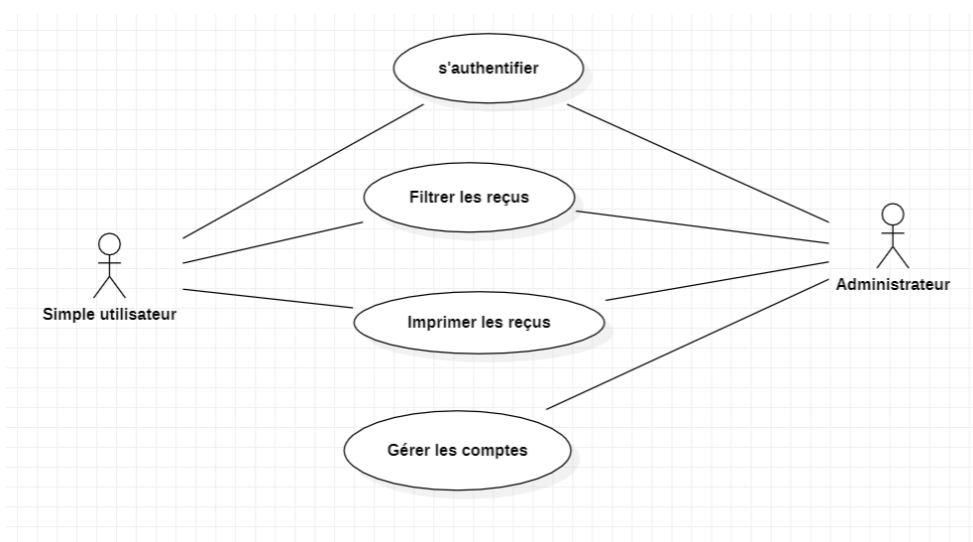 s'authentifier
Filtrer les reçus
Simple utilisateur
Administrateur
Imprimer les reçus
Gérer les comptes